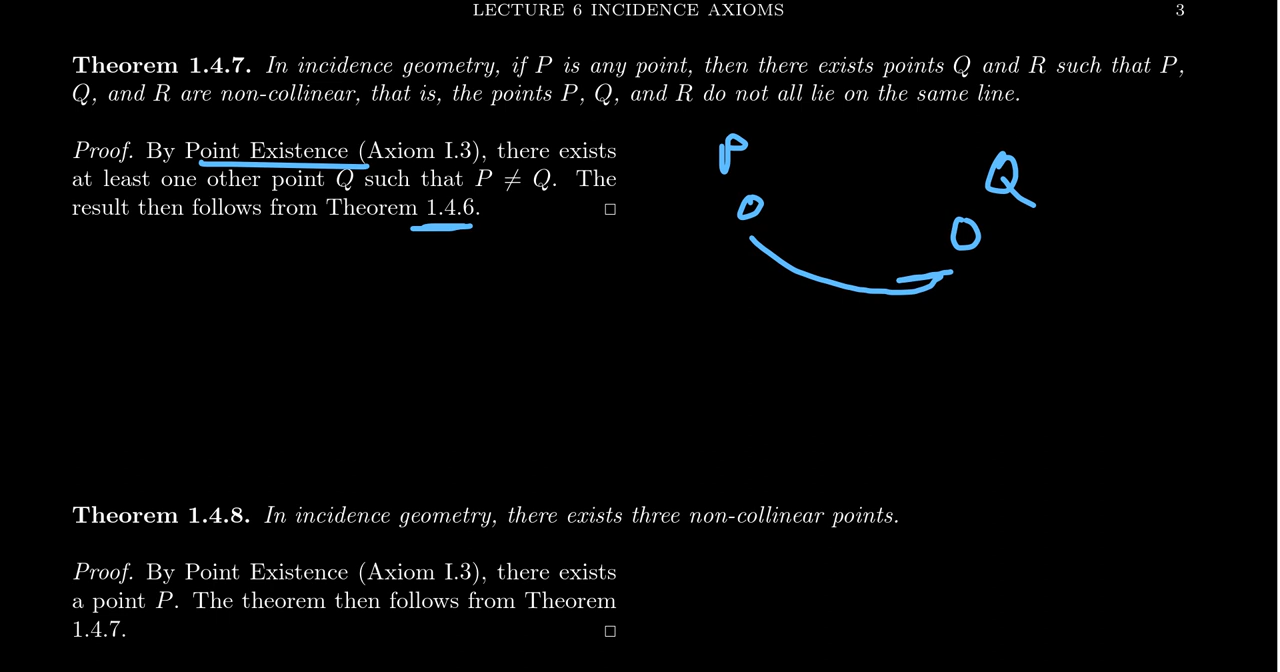 LECTURE 6 INCIDENCE AXIOMS 3
Theorem 1.4.7. In incidence geometry, if P is any point, then there exists points Q and R such that P,
Q, and R are non-collinear, that is, the points P, Q, and R do not all lie on the same line.
Proof. By Point Existence (Axiom I.3), there exists
at least one other point Q such that P ≠ Q. The
result then follows from Theorem 1.4.6. □
P
Q
Theorem 1.4.8. In incidence geometry, there exists three non-collinear points.
Proof. By Point Existence (Axiom I.3), there exists
a point P. The theorem then follows from Theorem
1.4.7. □